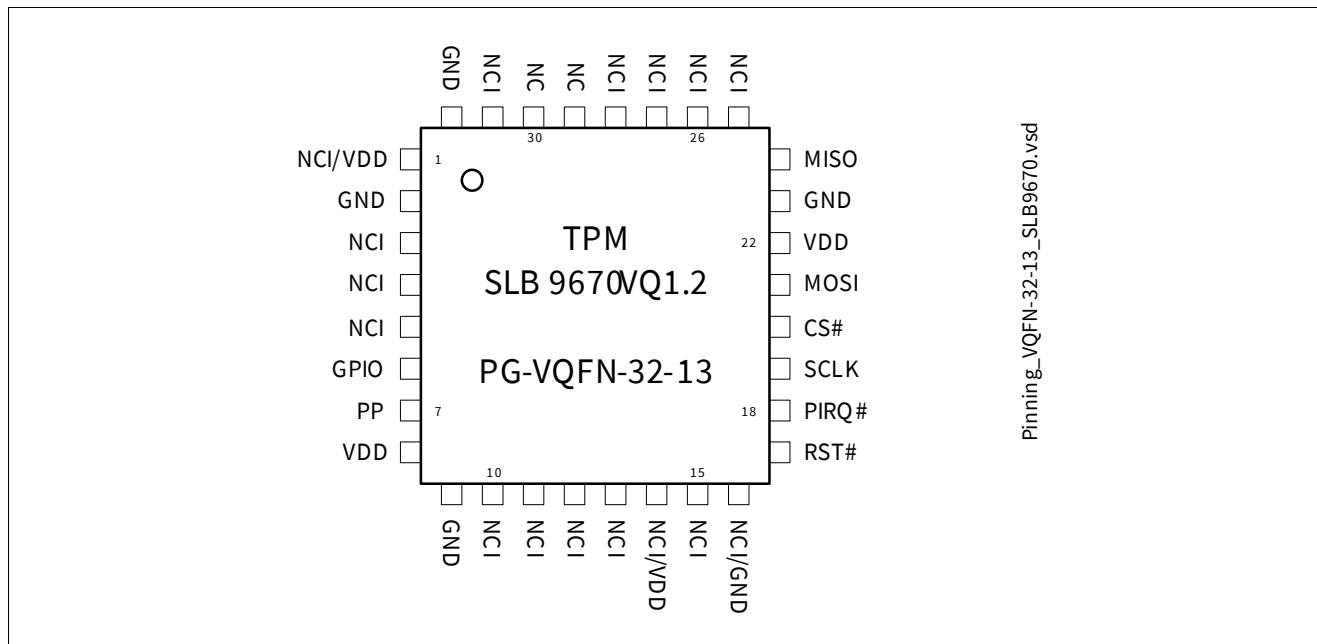 GND
NCI
NC
NC
NCI
NCI
NCI
NCI
30
26
NCI/VDD
1
MISO
GND
GND
NCI
TPM
22
VDD
NCI
SLB 9670VQ1.2
MOSI
NCI
CS#
GPIO
PG-VQFN-32-13
SCLK
PP
7
18
PIRQ#
VDD
RST#
10
15
GND
NCI
NCI
NCI
NCI
NCI/VDD
NCI
NCI/GND
Pinning_VQFN-32-13_SLB9670.vsd